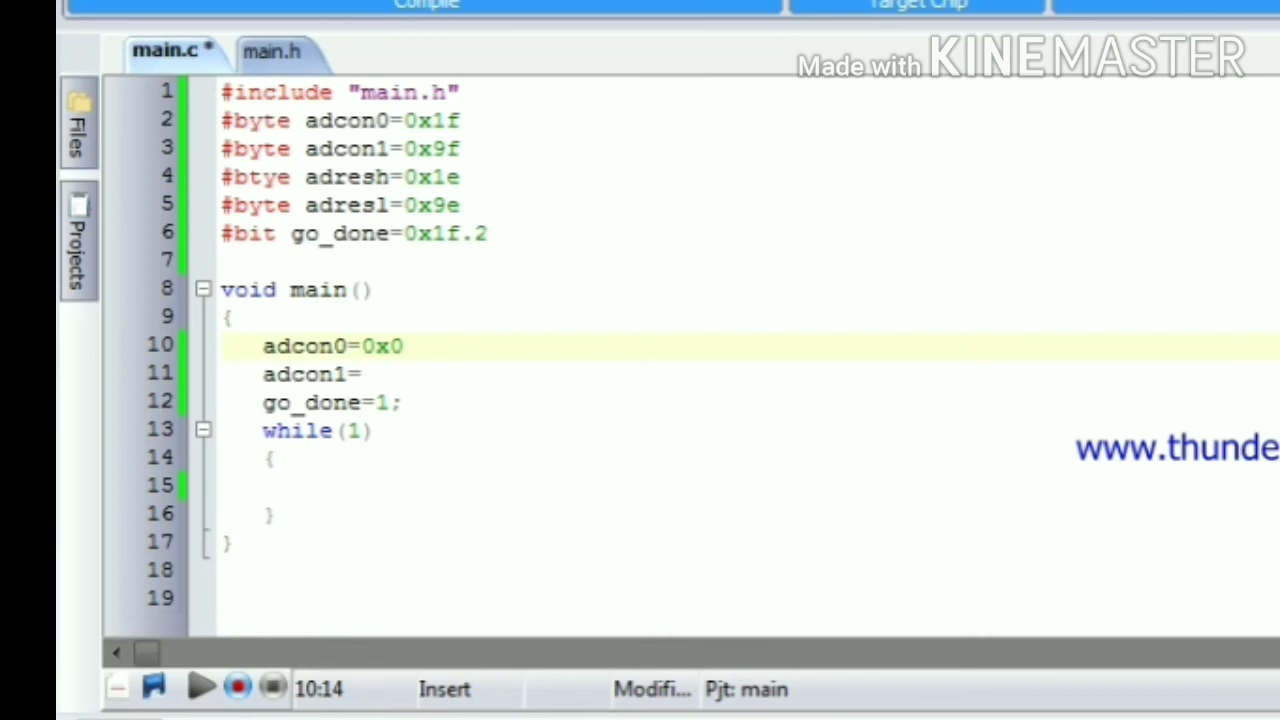 Compile
Target Chip
Made with KINEMASTER
main.c *
main.h
Files
Projects
1 #include "main.h"
2 #byte adcon0=0x1f
3 #byte adcon1=0x9f
4 #btye adresh=0x1e
5 #byte adresl=0x9e
6 #bit go_done=0x1f.2
7
8 void main()
9 {
10 adcon0=0x0
11 adcon1=
12 go_done=1;
13 while(1)
14 {
15
16 }
17 }
18
19
www.thunde
10:14 Insert Modifi... Pjt: main